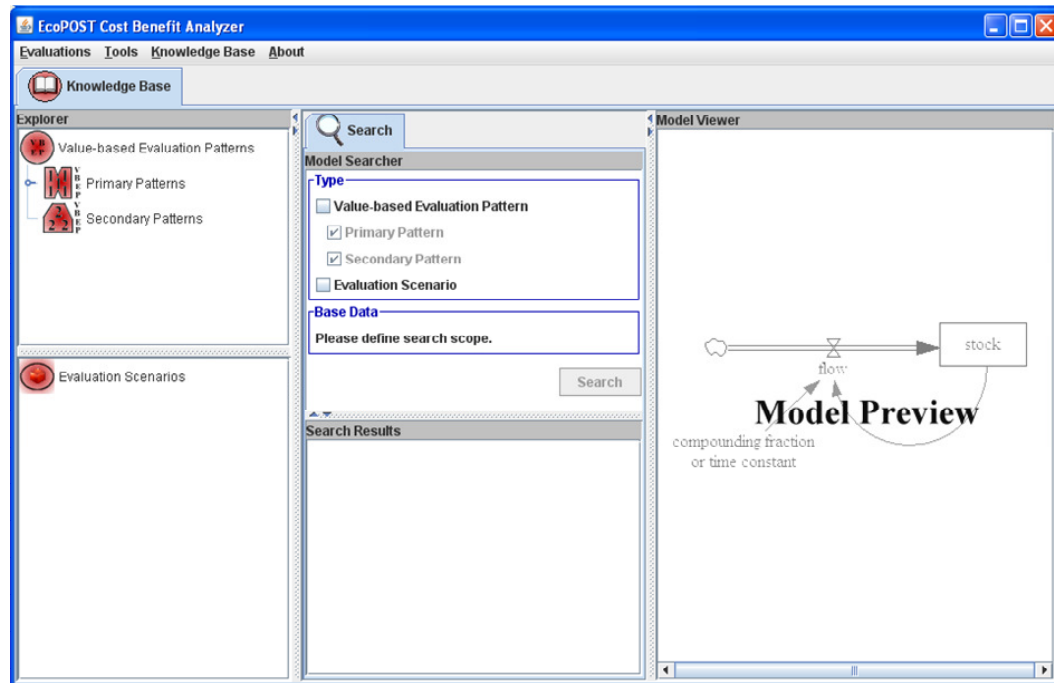 EcoPOST Cost Benefit Analyzer
Evaluations Tools Knowledge Base About
Knowledge Base
Explorer
Value-based Evaluation Patterns
Primary Patterns
Secondary Patterns
Evaluation Scenarios
Search
Model Searcher
Type
Value-based Evaluation Pattern
Primary Pattern
Secondary Pattern
Evaluation Scenario
Base Data
Please define search scope.
Search
Search Results
Model Viewer
stock
flow
Model Preview
compounding fraction
or time constant